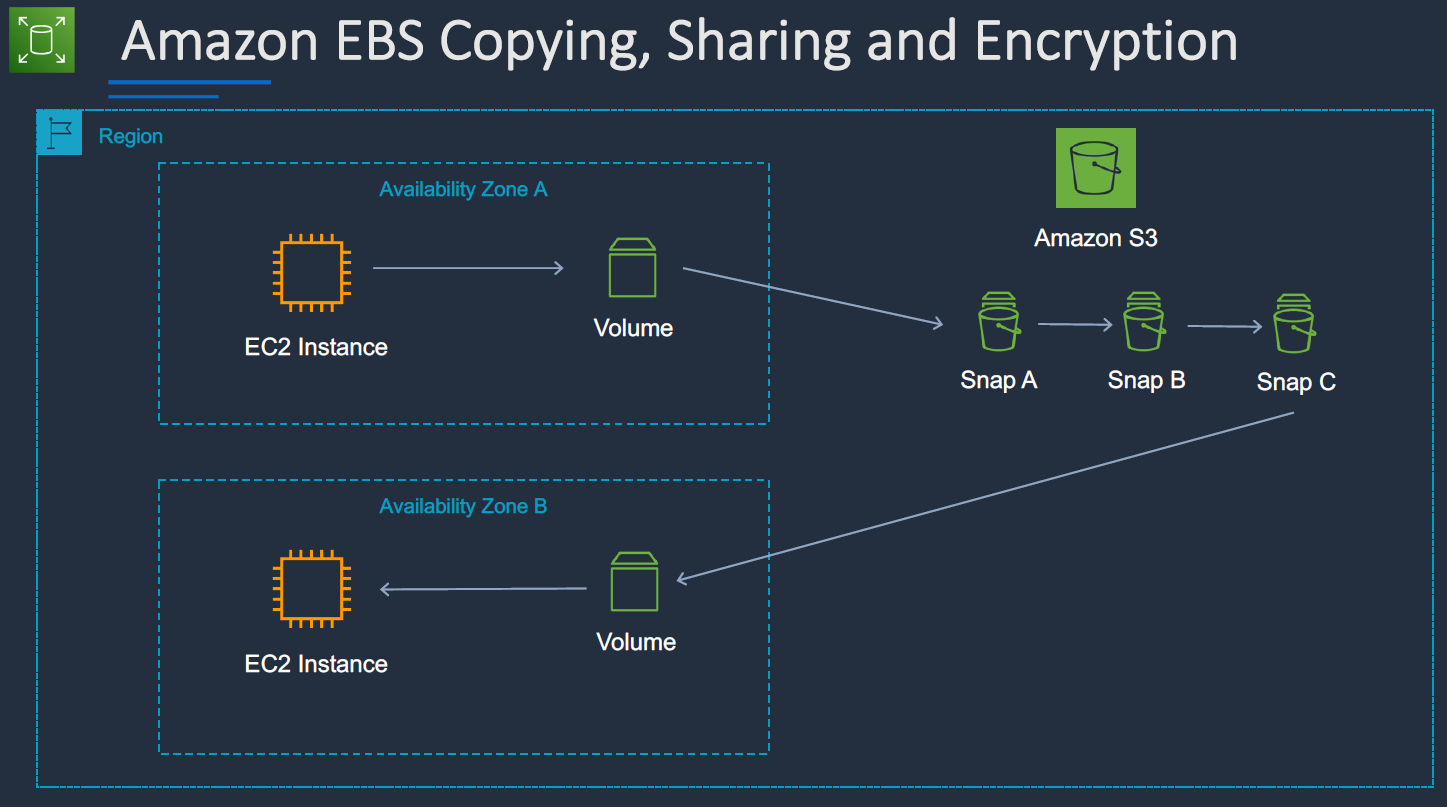 Amazon EBS Copying, Sharing and Encryption
Region
Availability Zone A
Amazon S3
EC2 Instance
Volume
Snap A
Snap B
Snap C
Availability Zone B
EC2 Instance
Volume